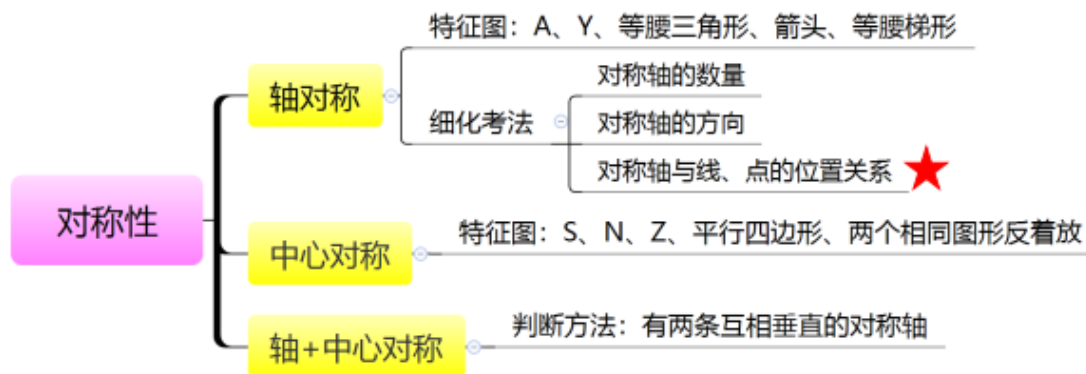 特征图：A、Y、等腰三角形、箭头、等腰梯形
轴对称
细化考法
对称轴的数量
对称轴的方向
对称轴与线、点的位置关系
对称性
中心对称
特征图：S、N、Z、平行四边形、两个相同图形反着放
轴+中心对称
判断方法：有两条互相垂直的对称轴